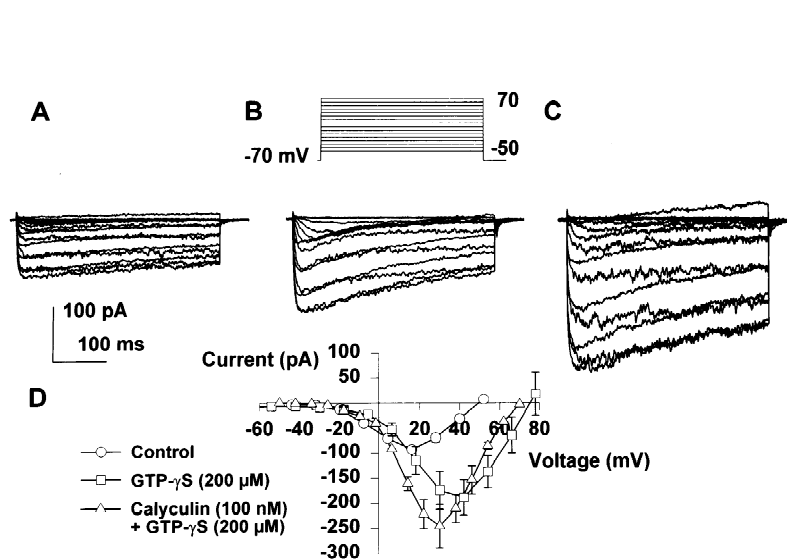 A
B
C
70
-70 mV
-50
100 pA
100 ms
D
Current (pA)
100
50
-60 -40 -20 20 40 60 80
-100
-150
-200
-250
-300
Voltage (mV)
Control
GTP-γS (200 µM)
Calyculin (100 nM)
+ GTP-γS (200 µM)